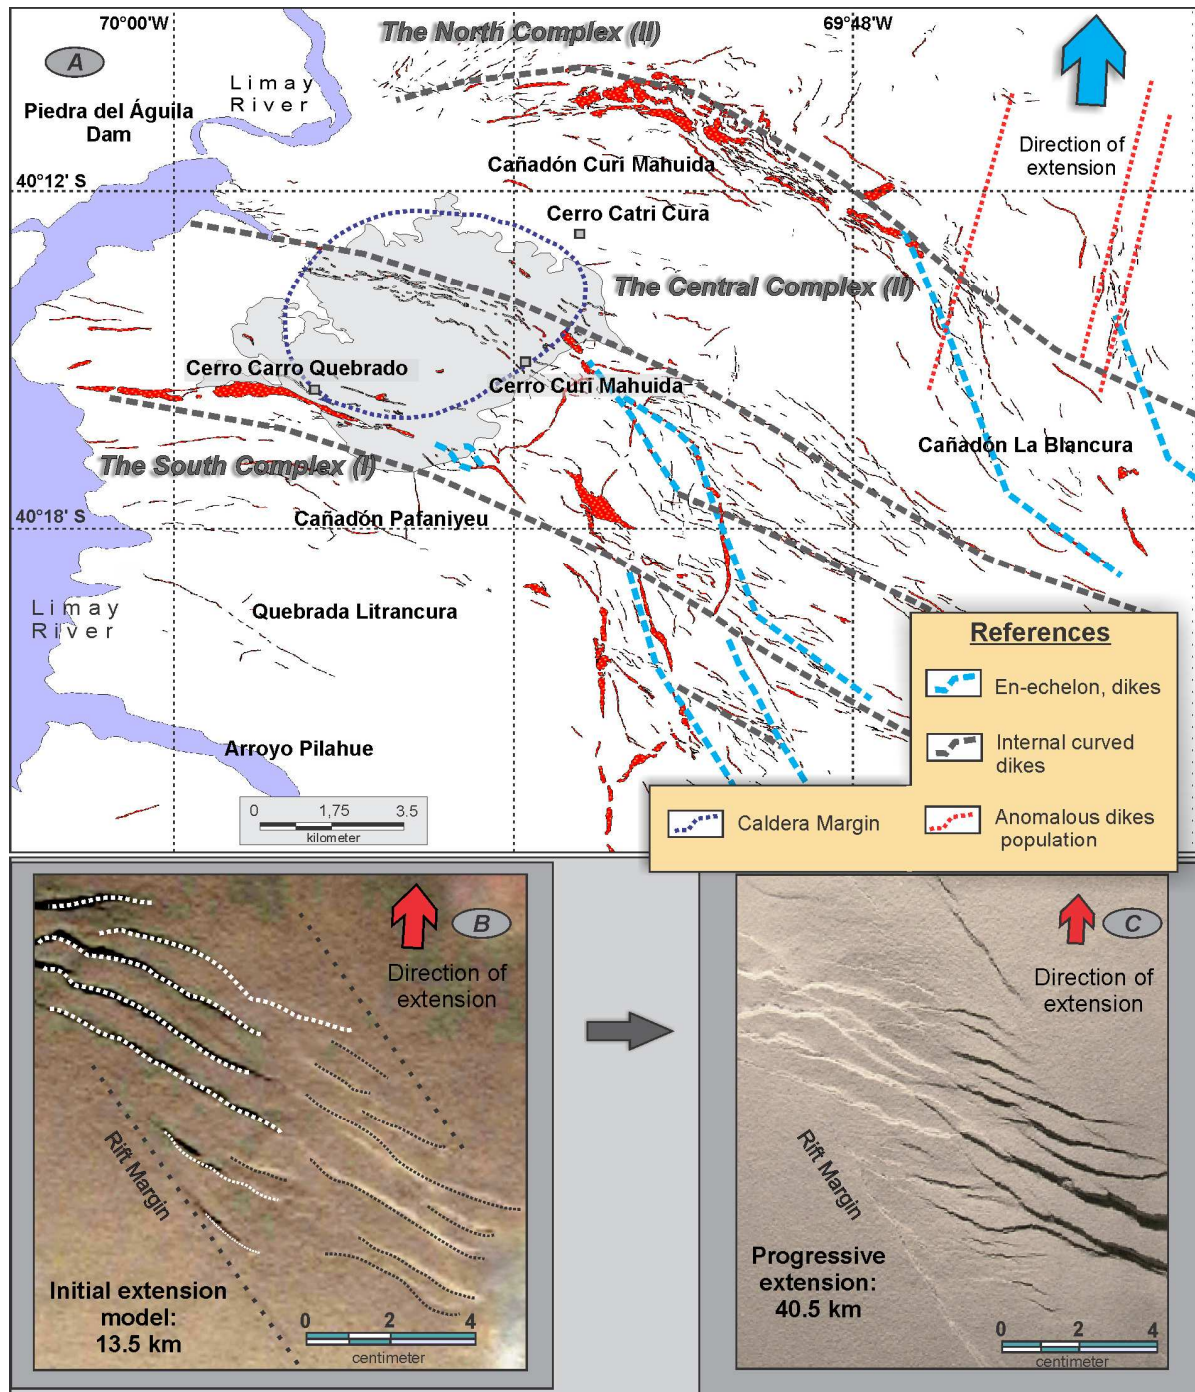 70°00'W
69°48'W
The North Complex (II)
A
Limay
River
Piedra del Águila
Dam
Direction of
extension
Cañadón Curi Mahuida
40°12' S
Cerro Catri Cura
The Central Complex (II)
Cerro Carro Quebrado
Cerro Curi Mahuida
Cañadón La Blancura
The South Complex (I)
40°18' S
Cañadón Pafaniyeu
Limay
River
Quebrada Litrancura
Arroyo Pilahue
0 1,75 3.5
kilometer
References
En-echelon, dikes
Internal curved
dikes
Caldera Margin
Anomalous dikes
population
B
Direction of
extension
Rift Margin
Initial extension
model:
13.5 km
0 2 4
centimeter
C
Direction of
extension
Rift Margin
Progressive
extension:
40.5 km
0 2 4
centimeter